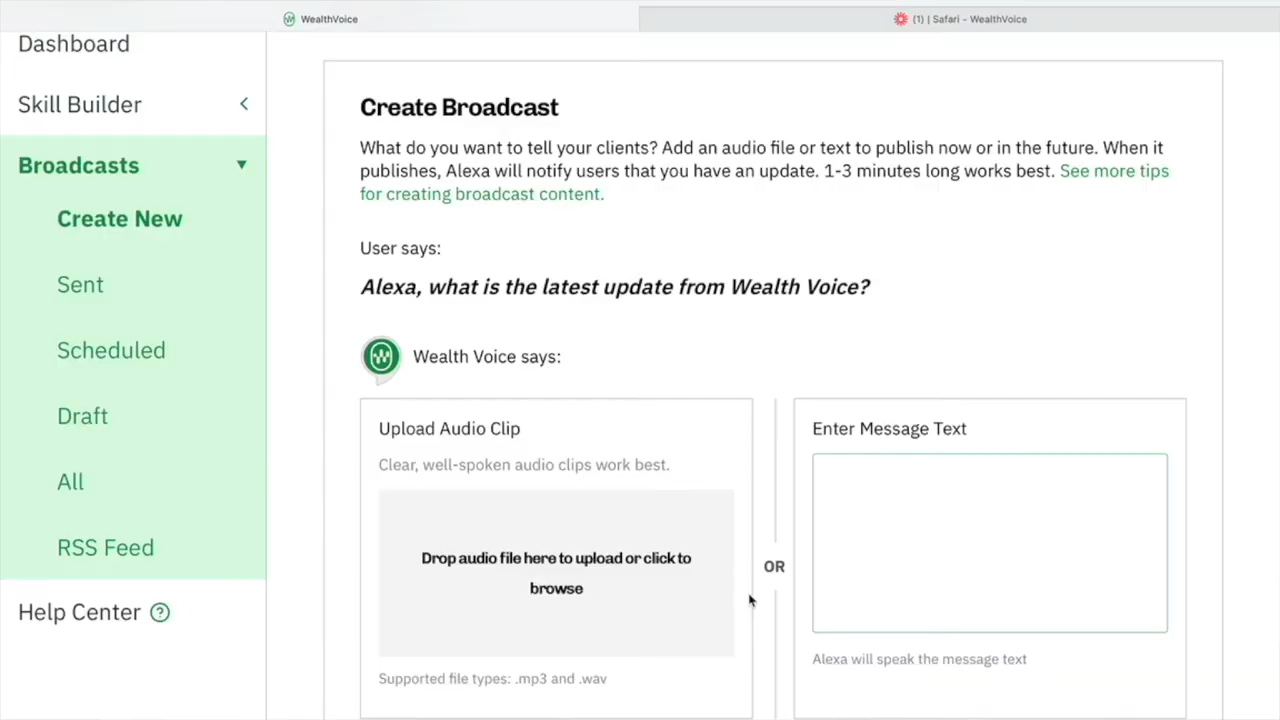 WealthVoice
(1) | Safari - WealthVoice
Dashboard
Skill Builder
Broadcasts
Create New
Sent
Scheduled
Draft
All
RSS Feed
Help Center
Create Broadcast
What do you want to tell your clients? Add an audio file or text to publish now or in the future. When it
publishes, Alexa will notify users that you have an update. 1-3 minutes long works best. See more tips
for creating broadcast content.
User says:
Alexa, what is the latest update from Wealth Voice?
Wealth Voice says:
Upload Audio Clip
Clear, well-spoken audio clips work best.
Drop audio file here to upload or click to
browse
Supported file types: .mp3 and .wav
OR
Enter Message Text
Alexa will speak the message text